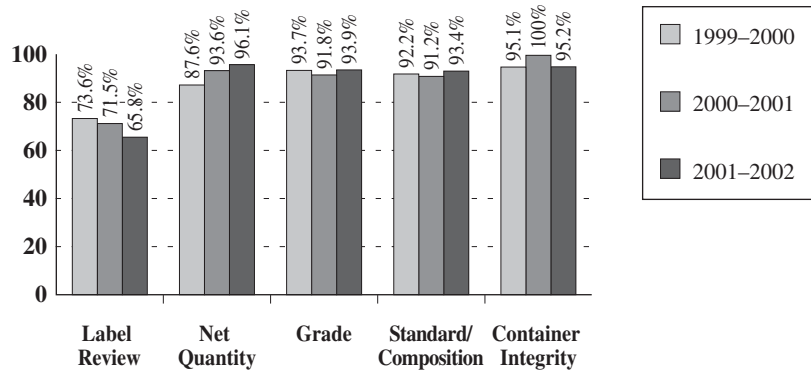 73.6%
71.5%
65.8%
87.6%
93.6%
96.1%
93.7%
91.8%
93.9%
92.2%
91.2%
93.4%
95.1%
100%
95.2%
100
80
60
40
20
0
Label
Review
Net
Quantity
Grade
Standard/
Composition
Container
Integrity
1999–2000
2000–2001
2001–2002